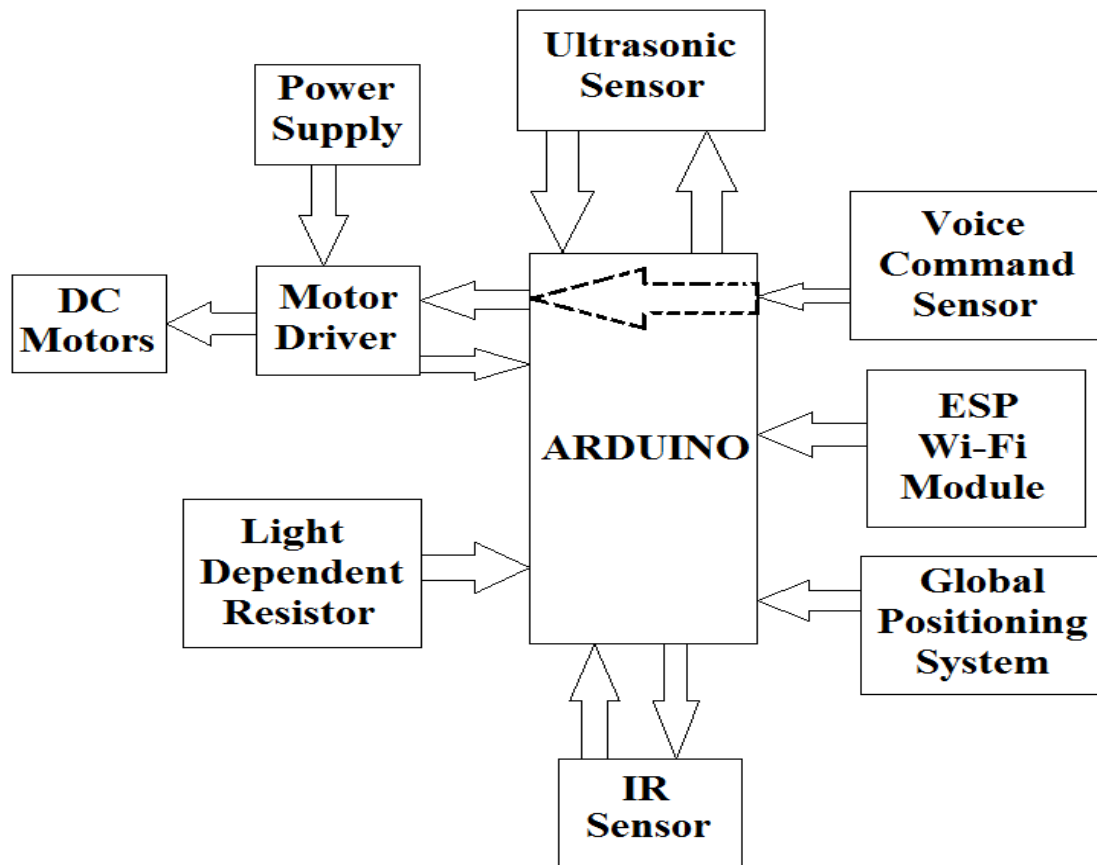 Ultrasonic
Sensor
Power
Supply
Voice
Command
Sensor
DC
Motors
Motor
Driver
ARDUINO
ESP
Wi-Fi
Module
Light
Dependent
Resistor
Global
Positioning
System
IR
Sensor